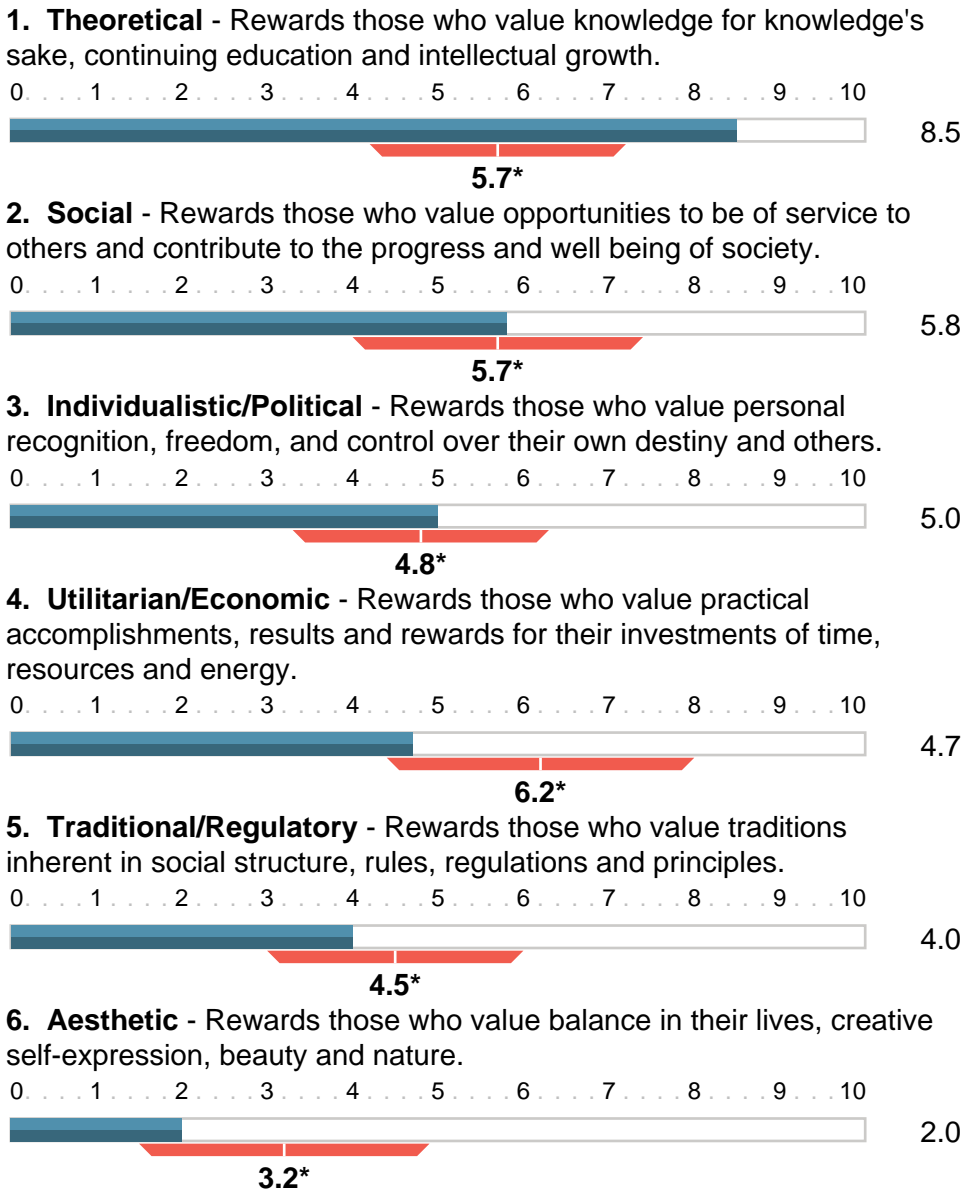 1. Theoretical - Rewards those who value knowledge for knowledge's
sake, continuing education and intellectual growth.
0. . . . 1 . . . . 2 . . . . 3 . . . . 4 . . . . 5 . . . . 6 . . . . 7 . . . . 8 . . . . 9 . . . 10
8.5
5.7*
2. Social - Rewards those who value opportunities to be of service to
others and contribute to the progress and well being of society.
0. . . . 1 . . . . 2 . . . . 3 . . . . 4 . . . . 5 . . . . 6 . . . . 7 . . . . 8 . . . . 9 . . . 10
5.8
5.7*
3. Individualistic/Political - Rewards those who value personal
recognition, freedom, and control over their own destiny and others.
0. . . . 1 . . . . 2 . . . . 3 . . . . 4 . . . . 5 . . . . 6 . . . . 7 . . . . 8 . . . . 9 . . . 10
5.0
4.8*
4. Utilitarian/Economic - Rewards those who value practical
accomplishments, results and rewards for their investments of time,
resources and energy.
0. . . . 1 . . . . 2 . . . . 3 . . . . 4 . . . . 5 . . . . 6 . . . . 7 . . . . 8 . . . . 9 . . . 10
4.7
6.2*
5. Traditional/Regulatory - Rewards those who value traditions
inherent in social structure, rules, regulations and principles.
0. . . . 1 . . . . 2 . . . . 3 . . . . 4 . . . . 5 . . . . 6 . . . . 7 . . . . 8 . . . . 9 . . . 10
4.0
4.5*
6. Aesthetic - Rewards those who value balance in their lives, creative
self-expression, beauty and nature.
0. . . . 1 . . . . 2 . . . . 3 . . . . 4 . . . . 5 . . . . 6 . . . . 7 . . . . 8 . . . . 9 . . . 10
2.0
3.2*